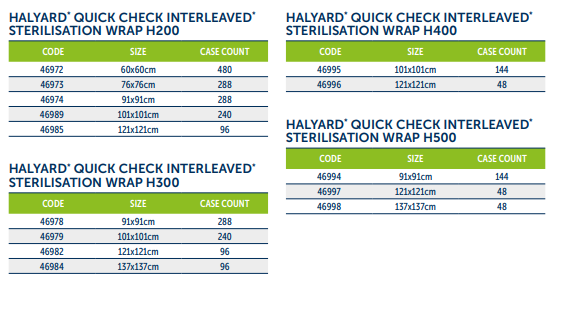 HALYARD* QUICK CHECK INTERLEAVED*
STERILISATION WRAP H200
CODE SIZE CASE COUNT
46972 60x60cm 480
46973 76x76cm 288
46974 91x91cm 288
46989 101x101cm 240
46985 121x121cm 96
HALYARD* QUICK CHECK INTERLEAVED*
STERILISATION WRAP H300
CODE SIZE CASE COUNT
46978 91x91cm 288
46979 101x101cm 240
46982 121x121cm 96
46984 137x137cm 96
HALYARD* QUICK CHECK INTERLEAVED*
STERILISATION WRAP H400
CODE SIZE CASE COUNT
46995 101x101cm 144
46996 121x121cm 48
HALYARD* QUICK CHECK INTERLEAVED*
STERILISATION WRAP H500
CODE SIZE CASE COUNT
46994 91x91cm 144
46997 121x121cm 48
46998 137x137cm 48